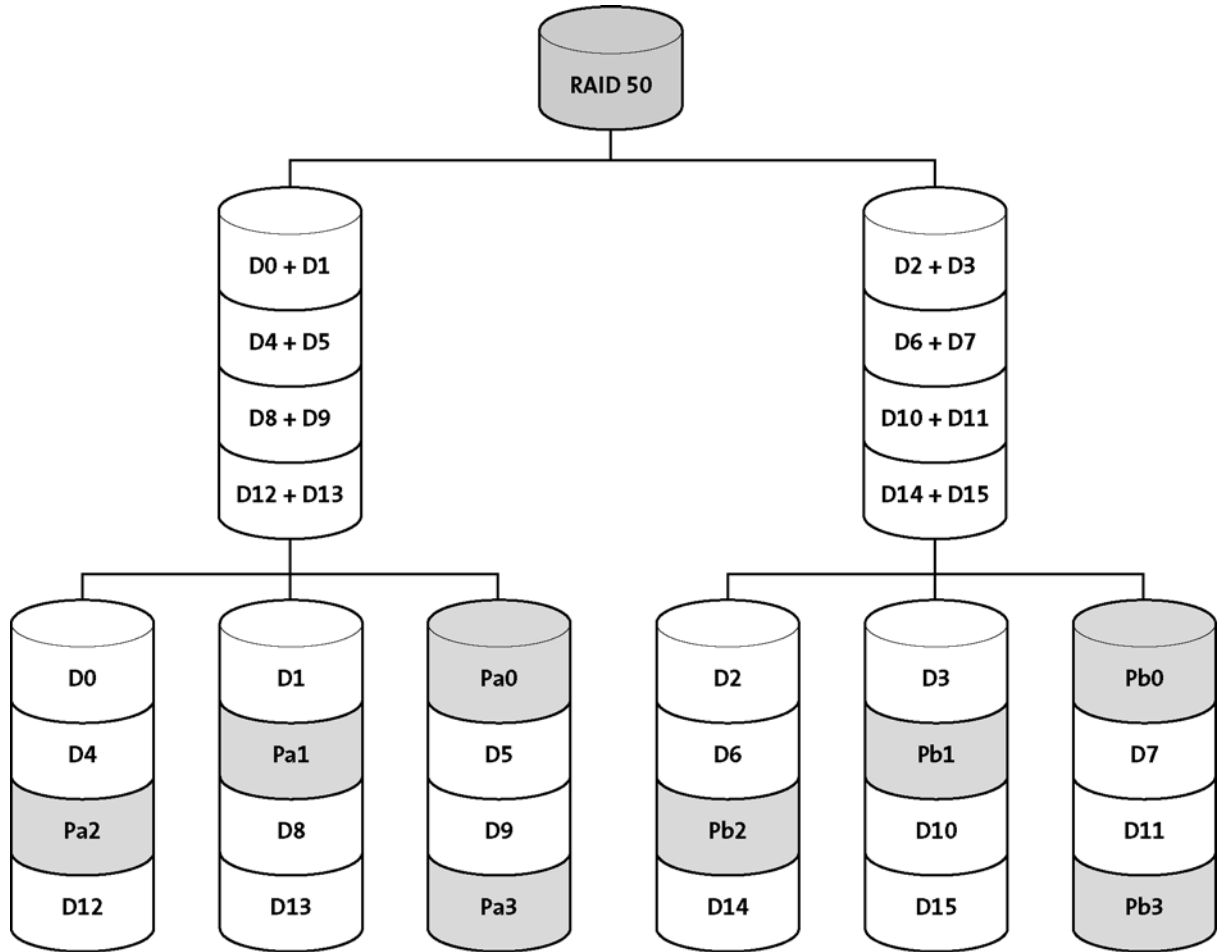 RAID 50
D0 + D1
D4 + D5
D8 + D9
D12 + D13
D2 + D3
D6 + D7
D10 + D11
D14 + D15
D0
D4
Pa2
D12
D1
Pa1
D8
D13
Pa0
D5
D9
Pa3
D2
D6
Pb2
D14
D3
Pb1
D10
D15
Pb0
D7
D11
Pb3